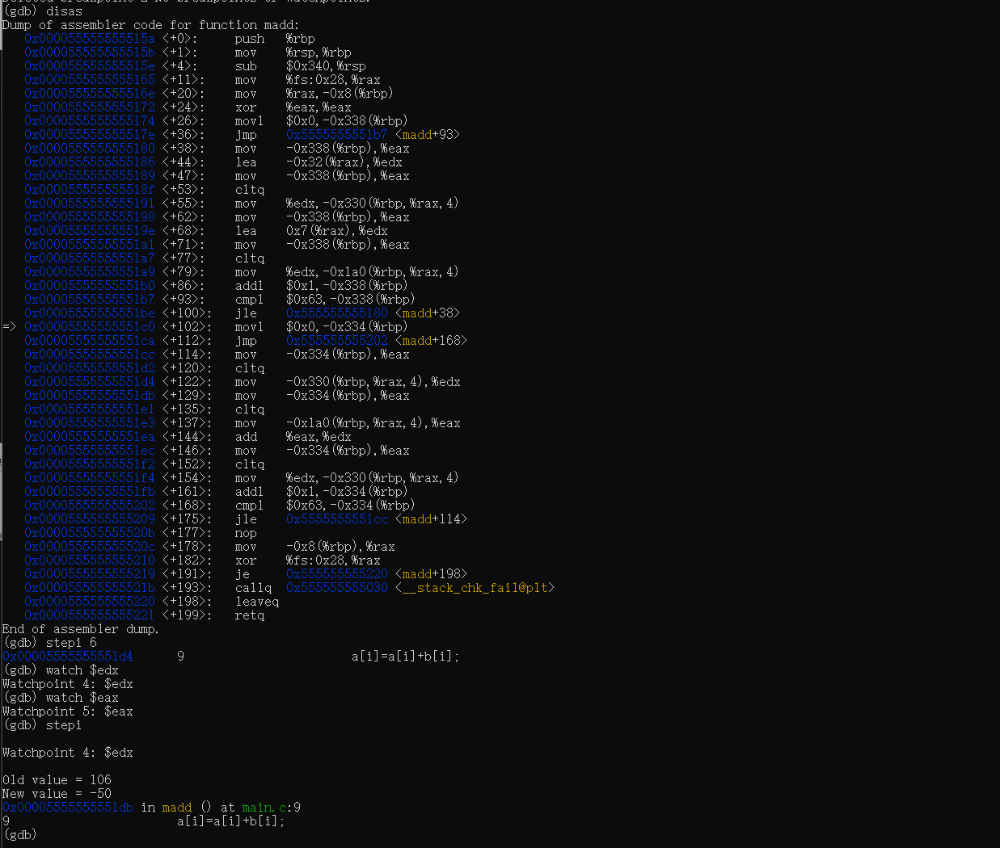 (gdb) disas
Dump of assembler code for function madd:
   0x000055555555515a <+0>:     push   %rbp
   0x000055555555515b <+1>:     mov    %rsp,%rbp
   0x000055555555515e <+4>:     sub    $0x340,%rsp
   0x0000555555555165 <+11>:    mov    %fs:0x28,%rax
   0x000055555555516e <+20>:    mov    %rax,-0x8(%rbp)
   0x0000555555555172 <+24>:    xor    %eax,%eax
   0x0000555555555174 <+26>:    movl   $0x0,-0x338(%rbp)
   0x000055555555517e <+36>:    jmp    0x5555555551b7 <madd+93>
   0x0000555555555180 <+38>:    mov    -0x338(%rbp),%eax
   0x0000555555555186 <+44>:    lea    -0x32(%rax),%edx
   0x0000555555555189 <+47>:    mov    -0x338(%rbp),%eax
   0x000055555555518f <+53>:    cltq
   0x0000555555555191 <+55>:    mov    %edx,-0x330(%rbp,%rax,4)
   0x0000555555555198 <+62>:    mov    -0x338(%rbp),%eax
   0x000055555555519e <+68>:    lea    0x7(%rax),%edx
   0x00005555555551a1 <+71>:    mov    -0x338(%rbp),%eax
   0x00005555555551a7 <+77>:    cltq
   0x00005555555551a9 <+79>:    mov    %edx,-0x1a0(%rbp,%rax,4)
   0x00005555555551b0 <+86>:    addl   $0x1,-0x338(%rbp)
   0x00005555555551b7 <+93>:    cmpl   $0x63,-0x338(%rbp)
   0x00005555555551be <+100>:   jle    0x555555555180 <madd+38>
=> 0x00005555555551c0 <+102>:   movl   $0x0,-0x334(%rbp)
   0x00005555555551ca <+112>:   jmp    0x555555555202 <madd+168>
   0x00005555555551cc <+114>:   mov    -0x334(%rbp),%eax
   0x00005555555551d2 <+120>:   cltq
   0x00005555555551d4 <+122>:   mov    -0x330(%rbp,%rax,4),%edx
   0x00005555555551db <+129>:   mov    -0x334(%rbp),%eax
   0x00005555555551e1 <+135>:   cltq
   0x00005555555551e3 <+137>:   mov    -0x1a0(%rbp,%rax,4),%eax
   0x00005555555551ea <+144>:   add    %eax,%edx
   0x00005555555551ec <+146>:   mov    -0x334(%rbp),%eax
   0x00005555555551f2 <+152>:   cltq
   0x00005555555551f4 <+154>:   mov    %edx,-0x330(%rbp,%rax,4)
   0x00005555555551fb <+161>:   addl   $0x1,-0x334(%rbp)
   0x0000555555555202 <+168>:   cmpl   $0x63,-0x334(%rbp)
   0x0000555555555209 <+175>:   jle    0x5555555551cc <madd+114>
   0x000055555555520b <+177>:   nop
   0x000055555555520c <+178>:   mov    -0x8(%rbp),%rax
   0x0000555555555210 <+182>:   xor    %fs:0x28,%rax
   0x0000555555555219 <+191>:   je     0x555555555220 <madd+198>
   0x000055555555521b <+193>:   callq  0x555555555030 <__stack_chk_fail@plt>
   0x0000555555555220 <+198>:   leaveq
   0x0000555555555221 <+199>:   retq
End of assembler dump.
(gdb) stepi 6
0x00005555555551d4      9                       a[i]=a[i]+b[i];
(gdb) watch $edx
Watchpoint 4: $edx
(gdb) watch $eax
Watchpoint 5: $eax
(gdb) stepi
Watchpoint 4: $edx
Old value = 106
New value = -50
0x00005555555551db in madd () at main.c:9
9                       a[i]=a[i]+b[i];
(gdb)